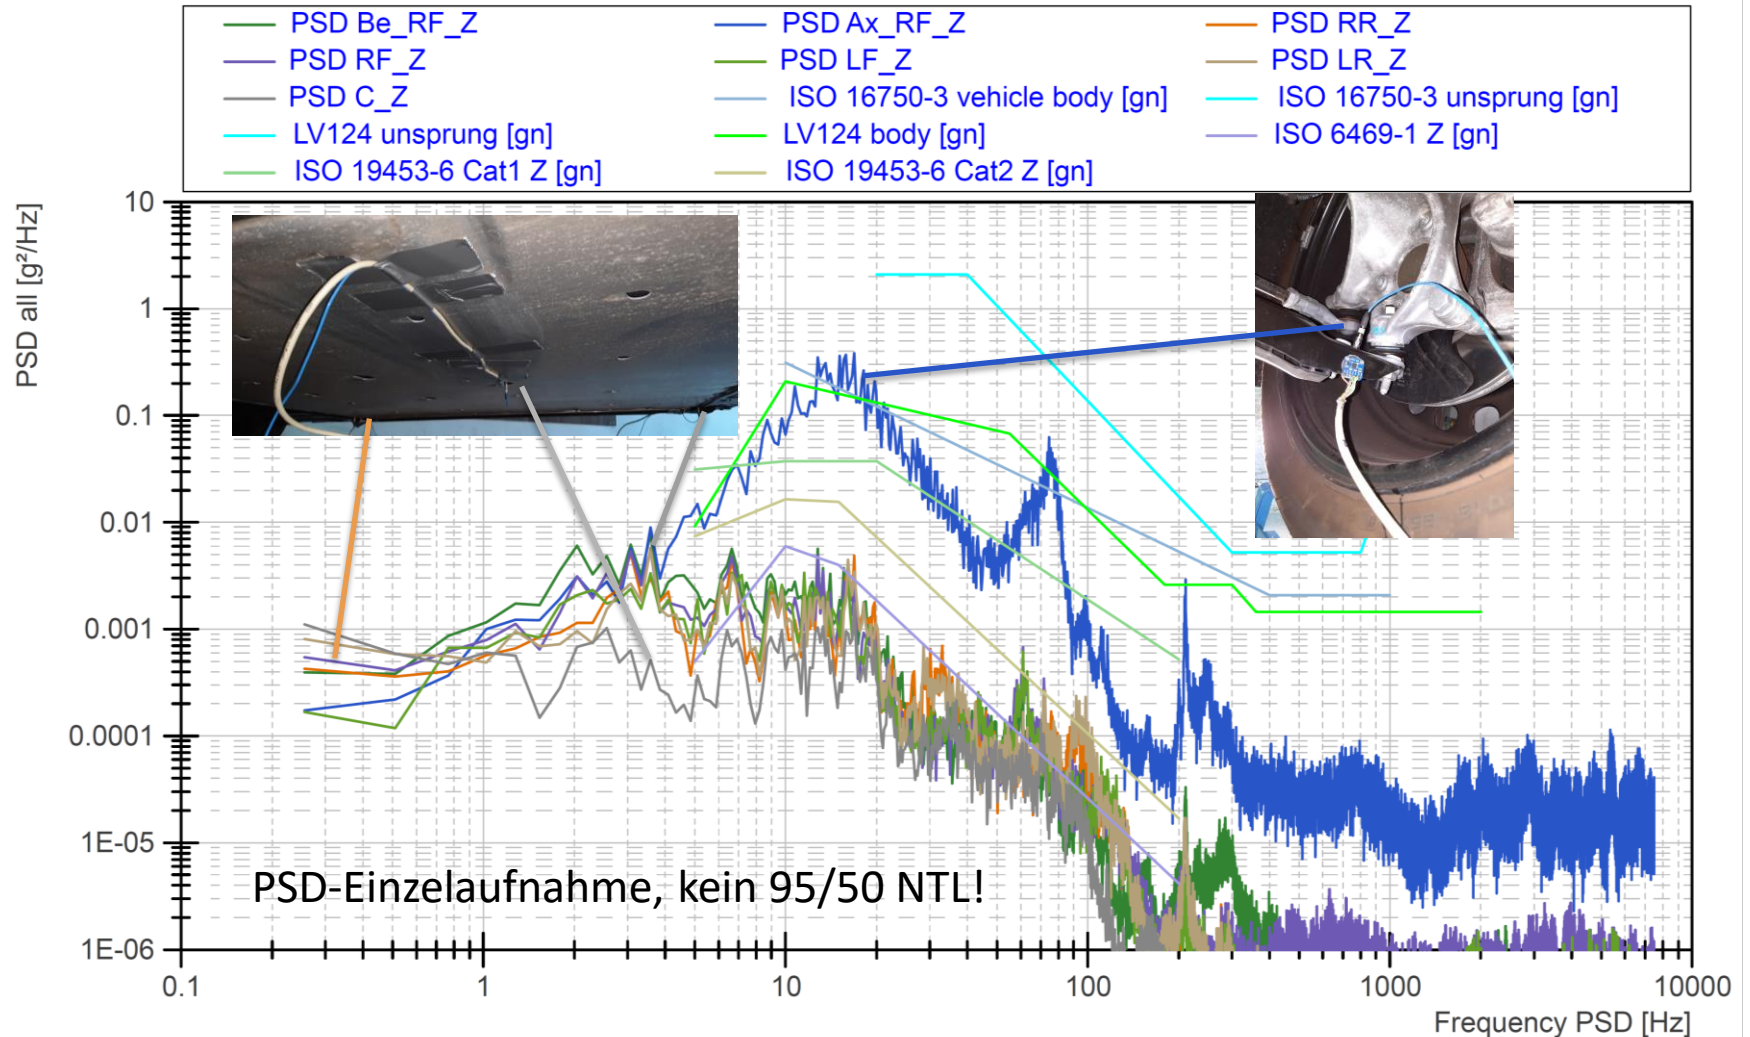 PSD Be_RF_Z PSD Ax_RF_Z PSD RR_Z
PSD RF_Z PSD LF_Z PSD LR_Z
PSD C_Z ISO 16750-3 vehicle body [gn] ISO 16750-3 unsprung [gn]
LV124 unsprung [gn] LV124 body [gn] ISO 6469-1 Z [gn]
ISO 19453-6 Cat1 Z [gn] ISO 19453-6 Cat2 Z [gn]
PSD all [g²/Hz]
10
1
0.1
0.01
0.001
0.0001
1E-05
1E-06
PSD-Einzelaufnahme, kein 95/50 NTL!
0.1 1 10 100 1000 10000
Frequency PSD [Hz]